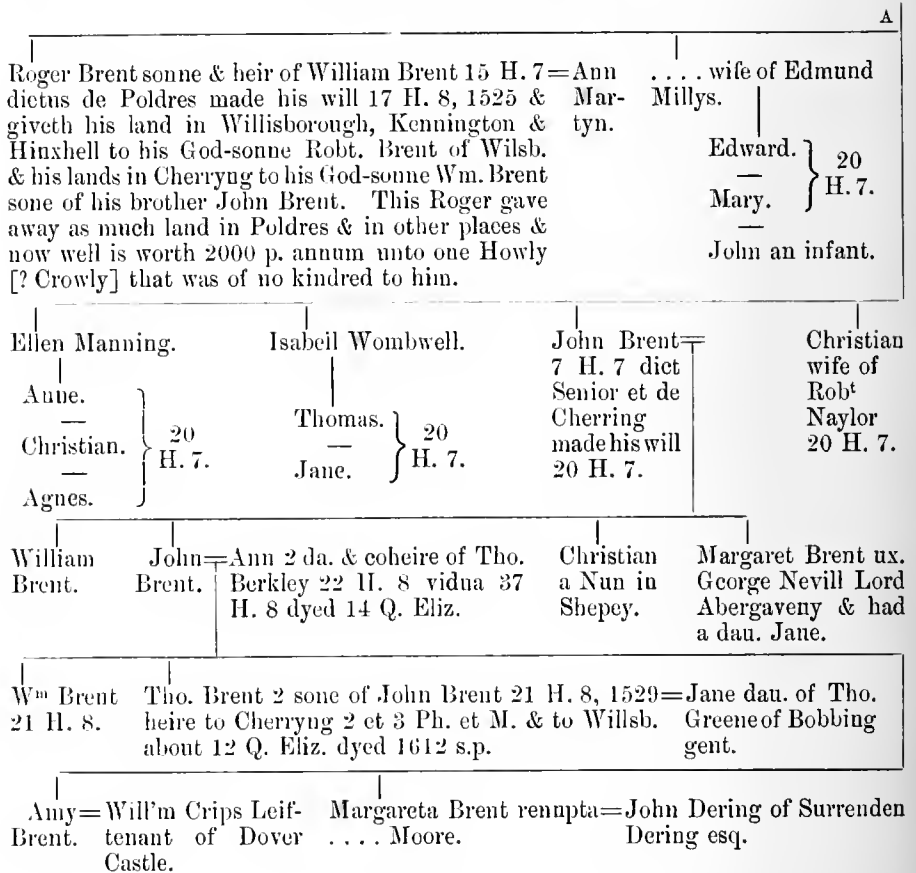 A
Roger Brent sonne & heir of William Brent 15 H. 7=Ann
dictus de Poldres made his will 17 H. 8, 1525 & Mar-
giveth his land in Willisborough, Kennington & tyn.
Hinxhell to his God-sonne Robt. Brent of Wilsb.
& his lands in Cherryng to his God-sonne Wm. Brent
sone of his brother John Brent. This Roger gave
away as much land in Poldres & in other places &
now well is worth 2000 p. annum unto one Howly
[? Crowly] that was of no kindred to him.
.... wife of Edmund
Millys.
Edward.
—
Mary.
—
John an infant.
20
H. 7.
Ellen Manning.
Anne.
—
Christian.
—
Agnes.
20
H. 7.
Isabell Wombwell.
Thomas.
—
Jane.
20
H. 7.
John Brent=
7 H. 7 dict
Senior et de
Cherring
made his will
20 H. 7.
Christian
wife of
Robt
Naylor
20 H. 7.
William
Brent.
John=Ann 2 da. & coheire of Tho.
Brent. Berkley 22 H. 8 vidua 37
H. 8 dyed 14 Q. Eliz.
Christian
a Nun in
Shepey.
Margaret Brent ux.
George Nevill Lord
Abergaveny & had
a dau. Jane.
Wm Brent
21 H. 8.
Tho. Brent 2 sone of John Brent 21 H. 8, 1529=Jane dau. of Tho.
heire to Cherryng 2 et 3 Ph. et M. & to Willsb. Greene of Bobbing
about 12 Q. Eliz. dyed 1612 s.p. gent.
Amy=Will'm Crips Leif-
Brent. tenant of Dover
Castle.
Margareta Brent renupta=John Dering of Surrenden
.... Moore. Dering esq.